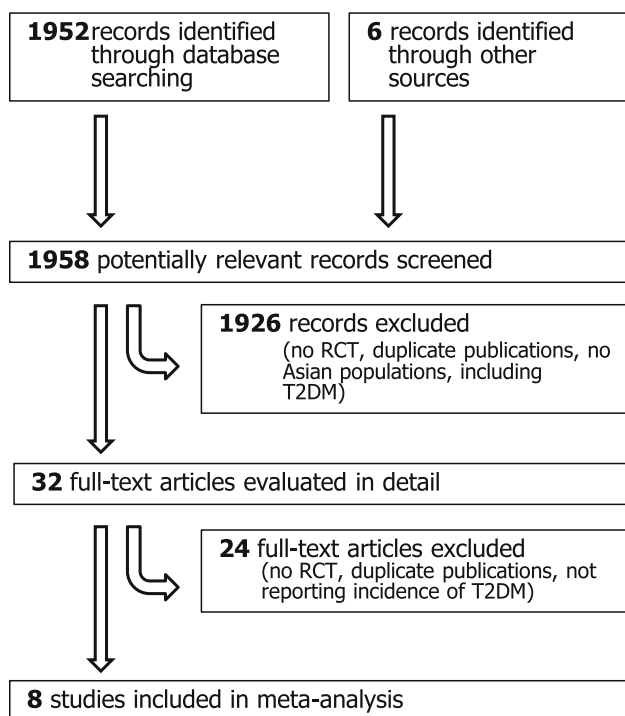 1952 records identified
through database
searching
6 records identified
through other
sources
1958 potentially relevant records screened
1926 records excluded
(no RCT, duplicate publications, no
Asian populations, including
T2DM)
32 full-text articles evaluated in detail
24 full-text articles excluded
(no RCT, duplicate publications, not
reporting incidence of T2DM)
8 studies included in meta-analysis